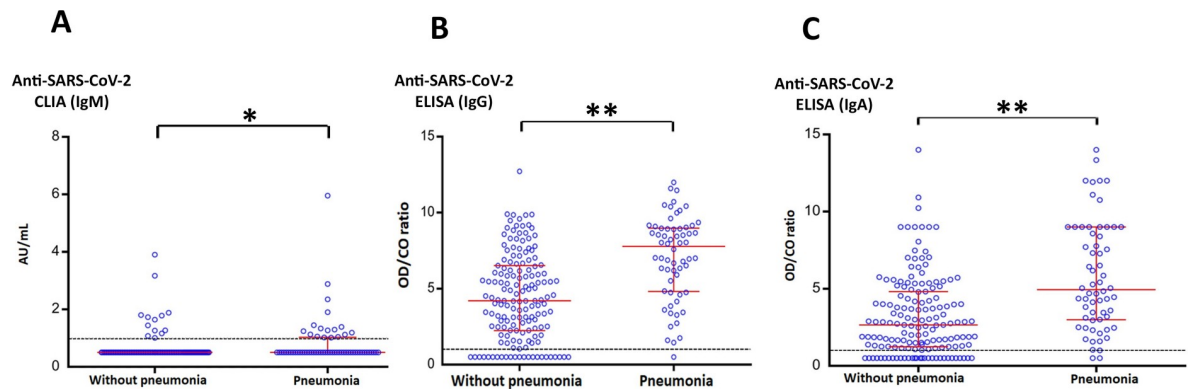 A
Anti-SARS-CoV-2
CLIA (IgM)
*
8
6
4
2
0
AU/mL
Without pneumonia
Pneumonia
B
Anti-SARS-CoV-2
ELISA (IgG)
**
15
10
5
0
OD/CO ratio
Without pneumonia
Pneumonia
C
Anti-SARS-CoV-2
ELISA (IgA)
**
15
10
5
0
OD/CO ratio
Without pneumonia
Pneumonia